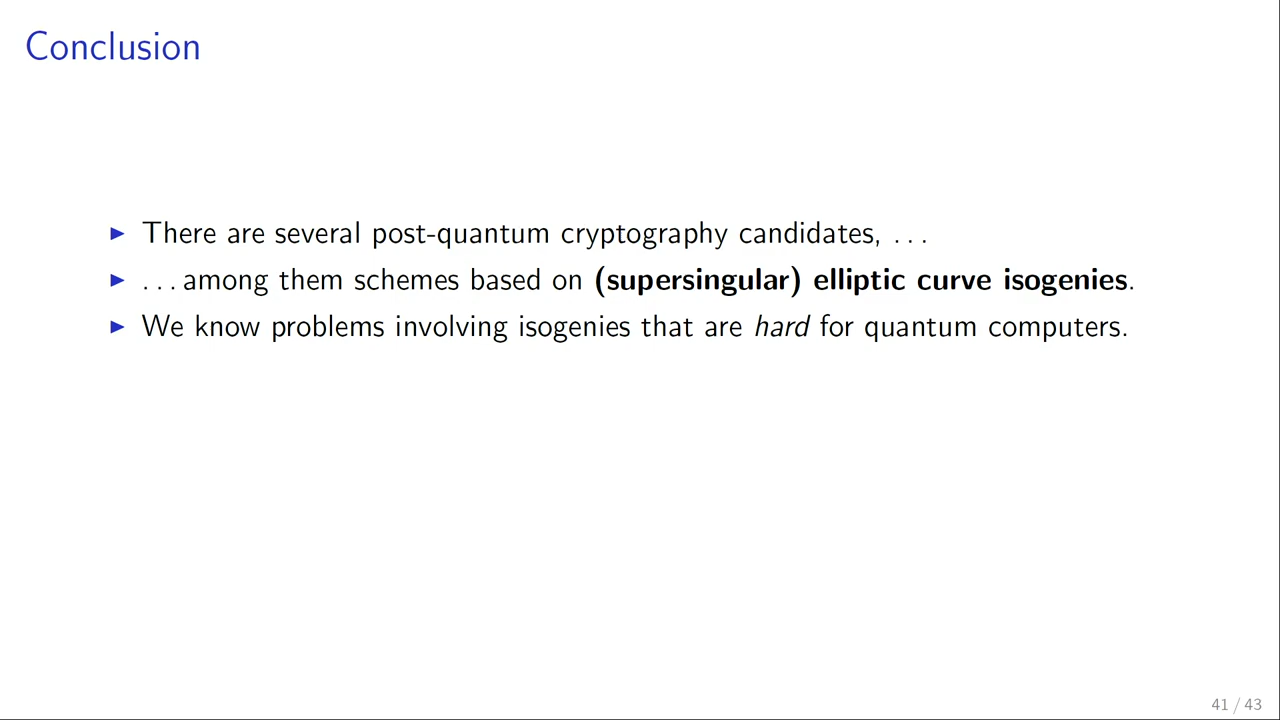 Conclusion
There are several post-quantum cryptography candidates, ...
... among them schemes based on (supersingular) elliptic curve isogenies.
We know problems involving isogenies that are hard for quantum computers.
41 / 43